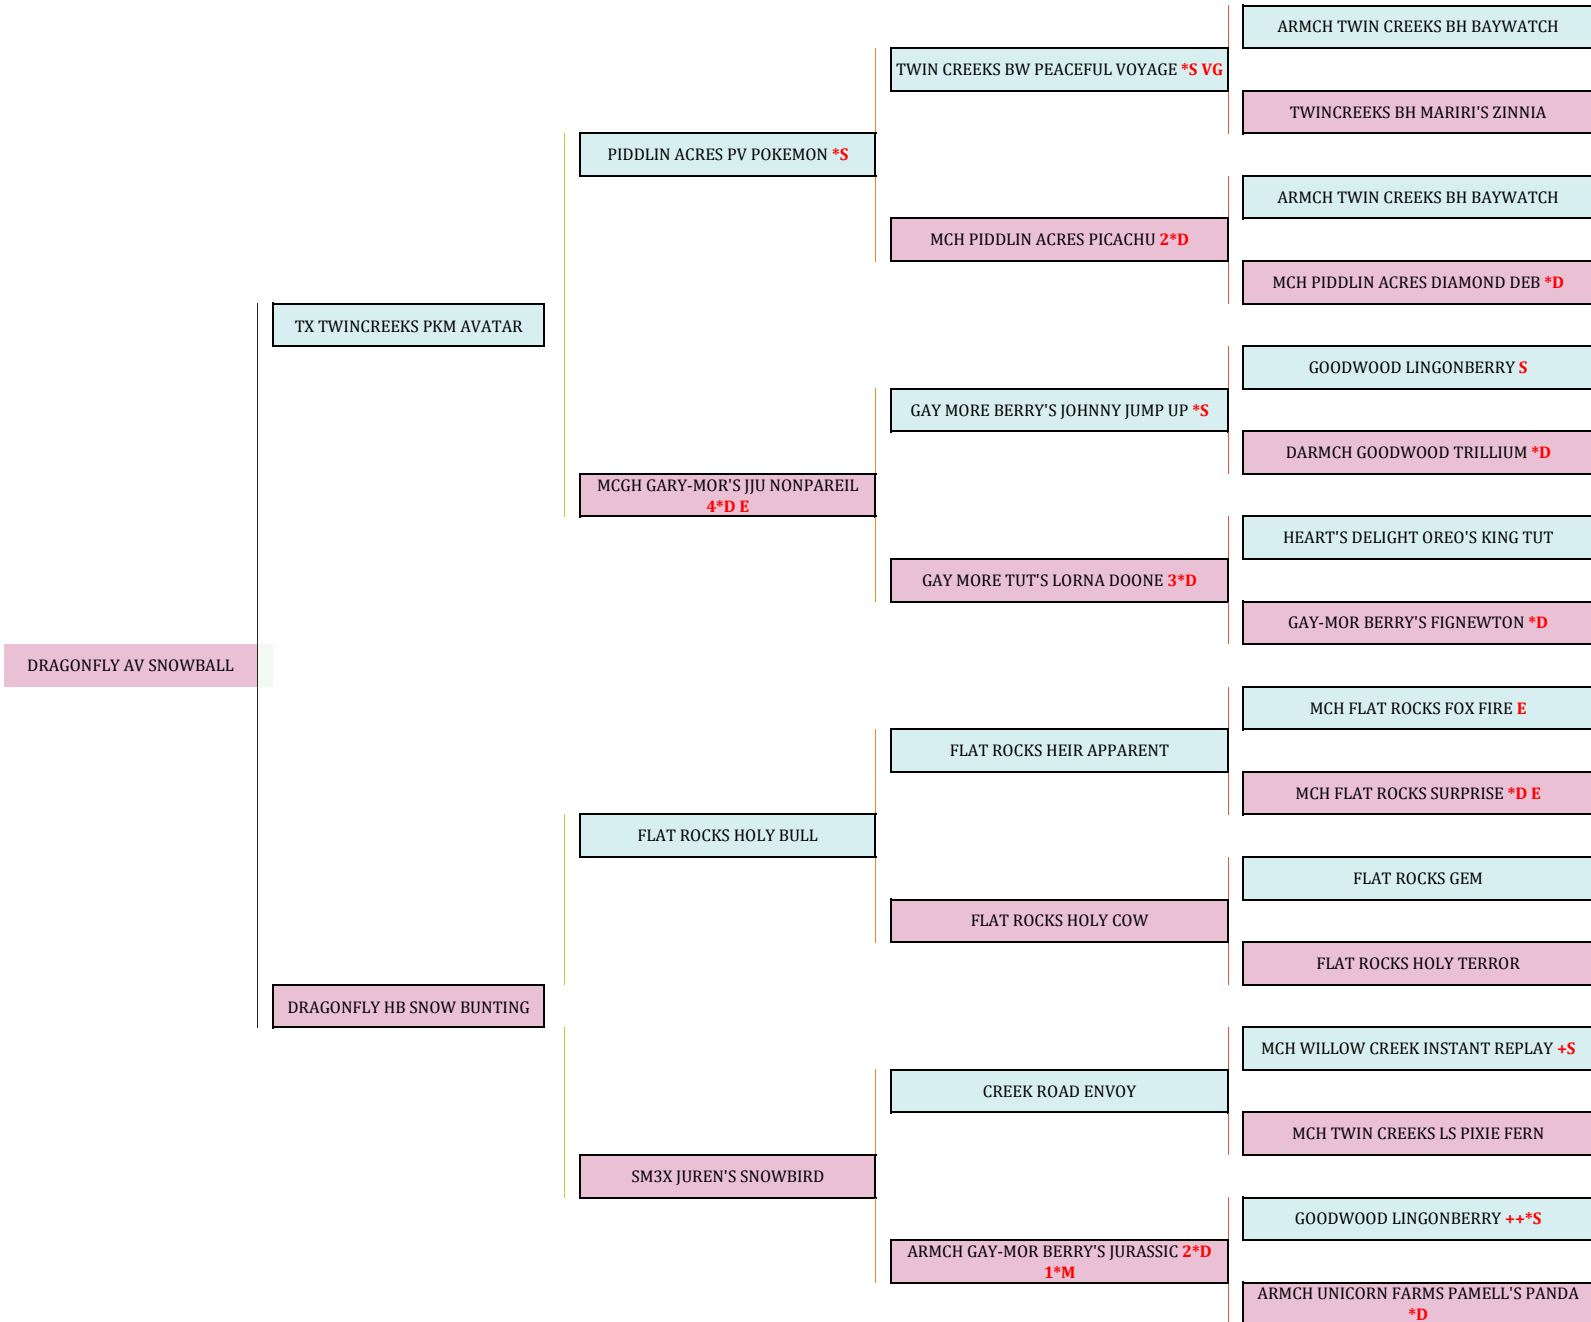 ARMCH TWIN CREEKS BH BAYWATCH
TWIN CREEKS BW PEACEFUL VOYAGE *S VG
TWINCREEKS BH MARIRI'S ZINNIA
PIDDLIN ACRES PV POKEMON *S
ARMCH TWIN CREEKS BH BAYWATCH
MCH PIDDLIN ACRES PICACHU 2*D
MCH PIDDLIN ACRES DIAMOND DEB *D
TX TWINCREEKS PKM AVATAR
GOODWOOD LINGONBERRY S
GAY MORE BERRY'S JOHNNY JUMP UP *S
DARMCH GOODWOOD TRILLIUM *D
MCGH GARY-MOR'S JJU NONPAREIL
4*D E
HEART'S DELIGHT OREO'S KING TUT
GAY MORE TUT'S LORNA DOONE 3*D
GAY-MOR BERRY'S FIGNEWTON *D
DRAGONFLY AV SNOWBALL
MCH FLAT ROCKS FOX FIRE E
FLAT ROCKS HEIR APPARENT
MCH FLAT ROCKS SURPRISE *D E
FLAT ROCKS HOLY BULL
FLAT ROCKS GEM
FLAT ROCKS HOLY COW
FLAT ROCKS HOLY TERROR
DRAGONFLY HB SNOW BUNTING
MCH WILLOW CREEK INSTANT REPLAY +S
CREEK ROAD ENVOY
MCH TWIN CREEKS LS PIXIE FERN
SM3X JUREN'S SNOWBIRD
GOODWOOD LINGONBERRY ++*S
ARMCH GAY-MOR BERRY'S JURASSIC 2*D
1*M
ARMCH UNICORN FARMS PAMELL'S PANDA
*D